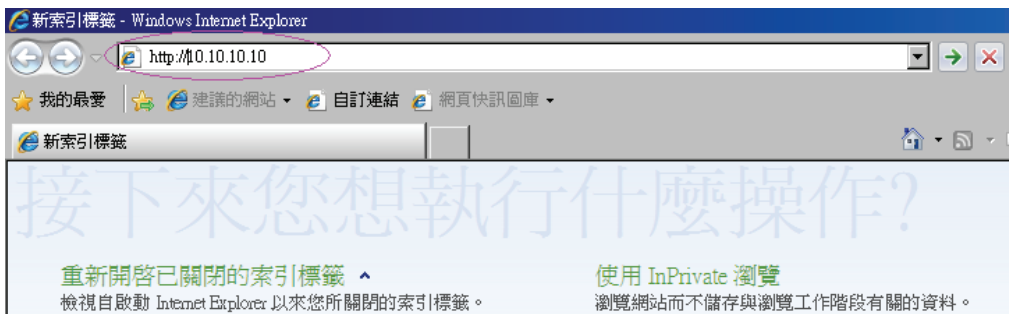 新索引標籤 - Windows Internet Explorer
http://10.10.10.10
我的最愛 建議的網站 自訂連結 網頁快訊圖庫
新索引標籤
接下來您想執行什麼操作?
重新開啓已關閉的索引標籤 使用 InPrivate 瀏覽
檢視自啟動 Internet Explorer 以來您所關閉的索引標籤。 瀏覽網站而不儲存與瀏覽工作階段有關的資料。